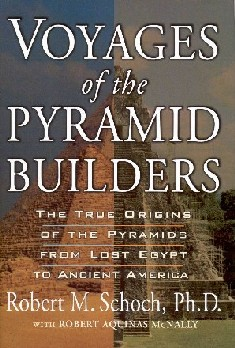 VOYAGES
of the
PYRAMID
BUILDERS
THE TRUE ORIGINS
OF THE PYRAMIDS
FROM LOST EGYPT
TO ANCIENT AMERICA
Robert M. Schoch, Ph.D.
WITH ROBERT AQUINAS McNALLY